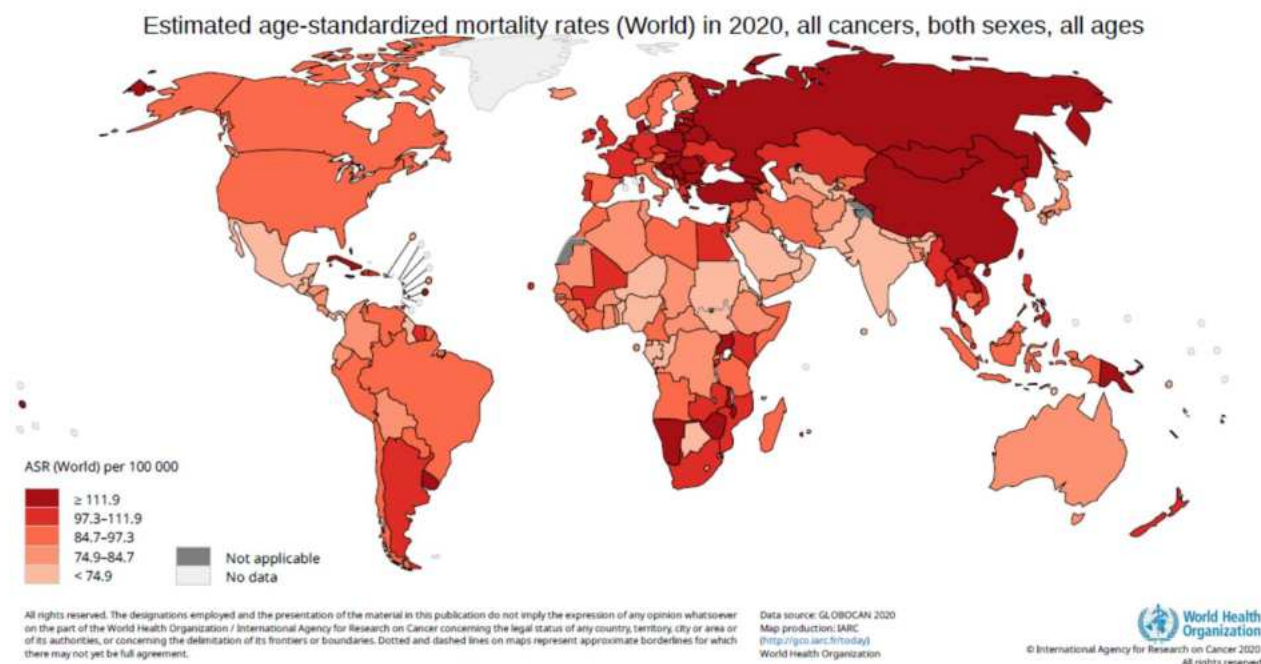 Estimated age-standardized mortality rates (World) in 2020, all cancers, both sexes, all ages
ASR (World) per 100 000
≥ 111.9
97.3–111.9
84.7–97.3
74.9–84.7
< 74.9
Not applicable
No data
All rights reserved. The designations employed and the presentation of the material in this publication do not imply the expression of any opinion whatsoever
on the part of the World Health Organization / International Agency for Research on Cancer concerning the legal status of any country, territory, city or area or
of its authorities, or concerning the delimitation of its frontiers or boundaries. Dotted and dashed lines on maps represent approximate borderlines for which
there may not yet be full agreement.
Data source: GLOBOCAN 2020
Map production: IARC
(http://gco.iarc.fr/today)
World Health Organization
World Health
Organization
© International Agency for Research on Cancer 2020
All rights reserved